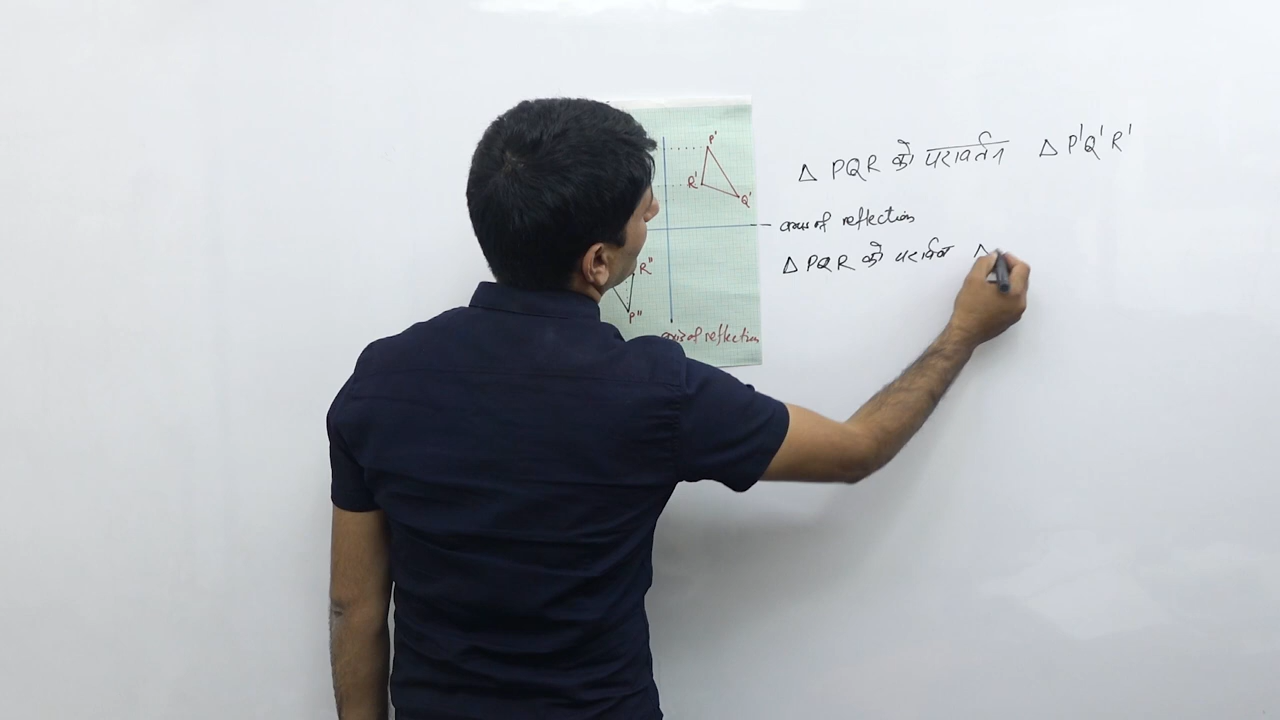 P'
R'
Q'
R"
P"
axis of reflection
△ PQR को परावर्तन △ P'Q'R'
axis of reflection
△ PQR को परावर्तन △